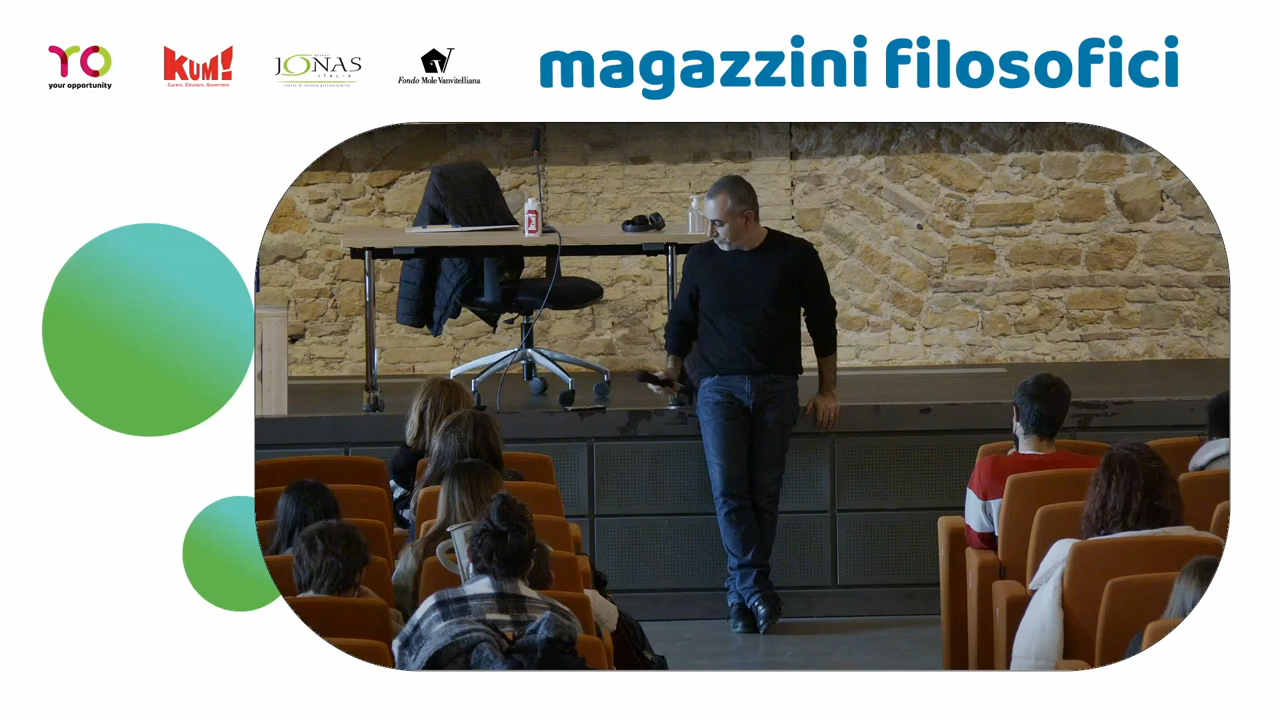 YO
your opportunity
KUM!
Curare, Educare, Governare
JONAS
ITALIA
Fondo Mole Vanvitelliana
magazzini filosofici